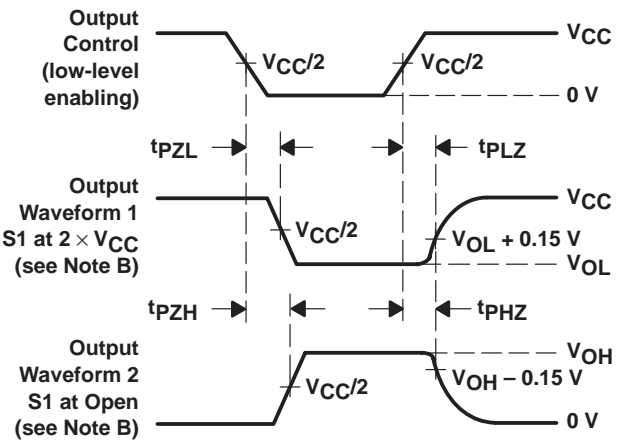 Output
Control
(low-level
enabling)
VCC
VCC/2
VCC/2
0 V
tPZL
tPLZ
Output
Waveform 1
S1 at 2 × VCC
(see Note B)
VCC
VCC/2
VOL + 0.15 V
VOL
tPZH
tPHZ
Output
Waveform 2
S1 at Open
(see Note B)
VOH
VCC/2
VOH – 0.15 V
0 V